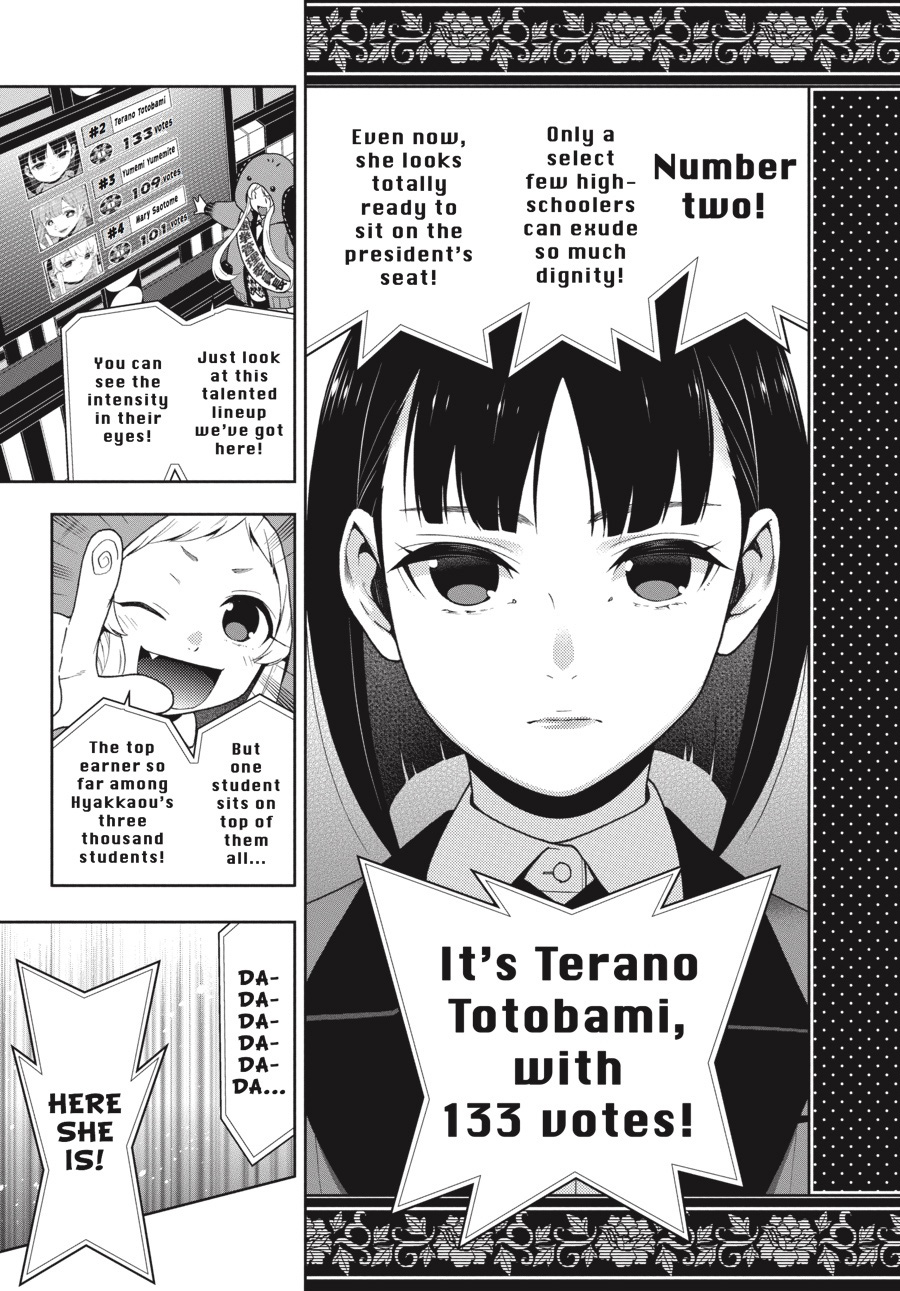 Number
two!
Only a
select
few high-
schoolers
can exude
so much
dignity!
Even now,
she looks
totally
ready to
sit on the
president's
seat!
It's Terano
Totobami,
with
133 votes!
#2
Terano Totobami
133 votes
#3
Yumemi Yumemite
109 votes
#4
Mary Saotome
101 votes
Just look
at this
talented
lineup
we've got
here!
You can
see the
intensity
in their
eyes!
But
one
student
sits on
top of
them
all...
The top
earner so
far among
Hyakkaou's
three
thousand
students!
DA-
DA-
DA-
DA-
DA-
DA...
HERE
SHE
IS!